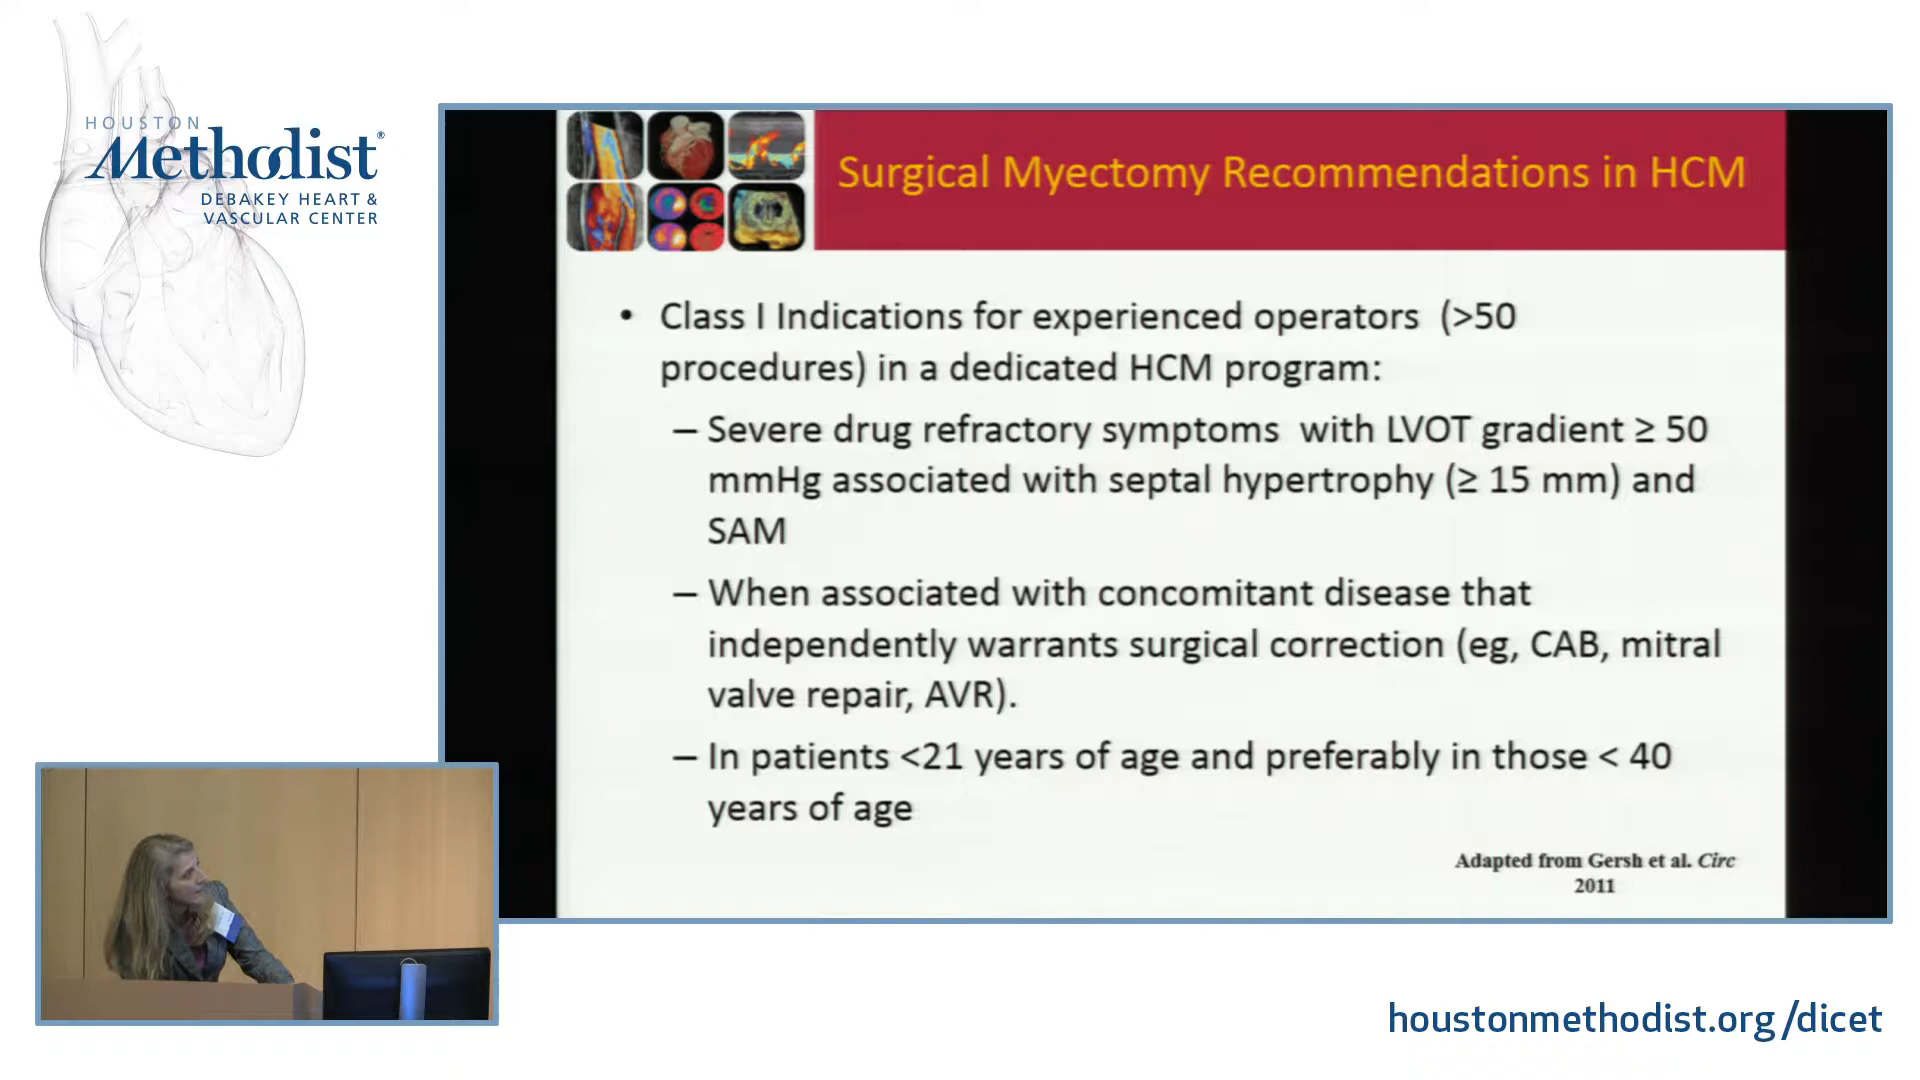 HOUSTON
Methodist®
DEBAKEY HEART &
VASCULAR CENTER
Surgical Myectomy Recommendations in HCM
• Class I Indications for experienced operators (>50
procedures) in a dedicated HCM program:
– Severe drug refractory symptoms with LVOT gradient ≥ 50
mmHg associated with septal hypertrophy (≥ 15 mm) and
SAM
– When associated with concomitant disease that
independently warrants surgical correction (eg, CAB, mitral
valve repair, AVR).
– In patients <21 years of age and preferably in those < 40
years of age
Adapted from Gersh et al. Circ
2011
houstonmethodist.org/dicet